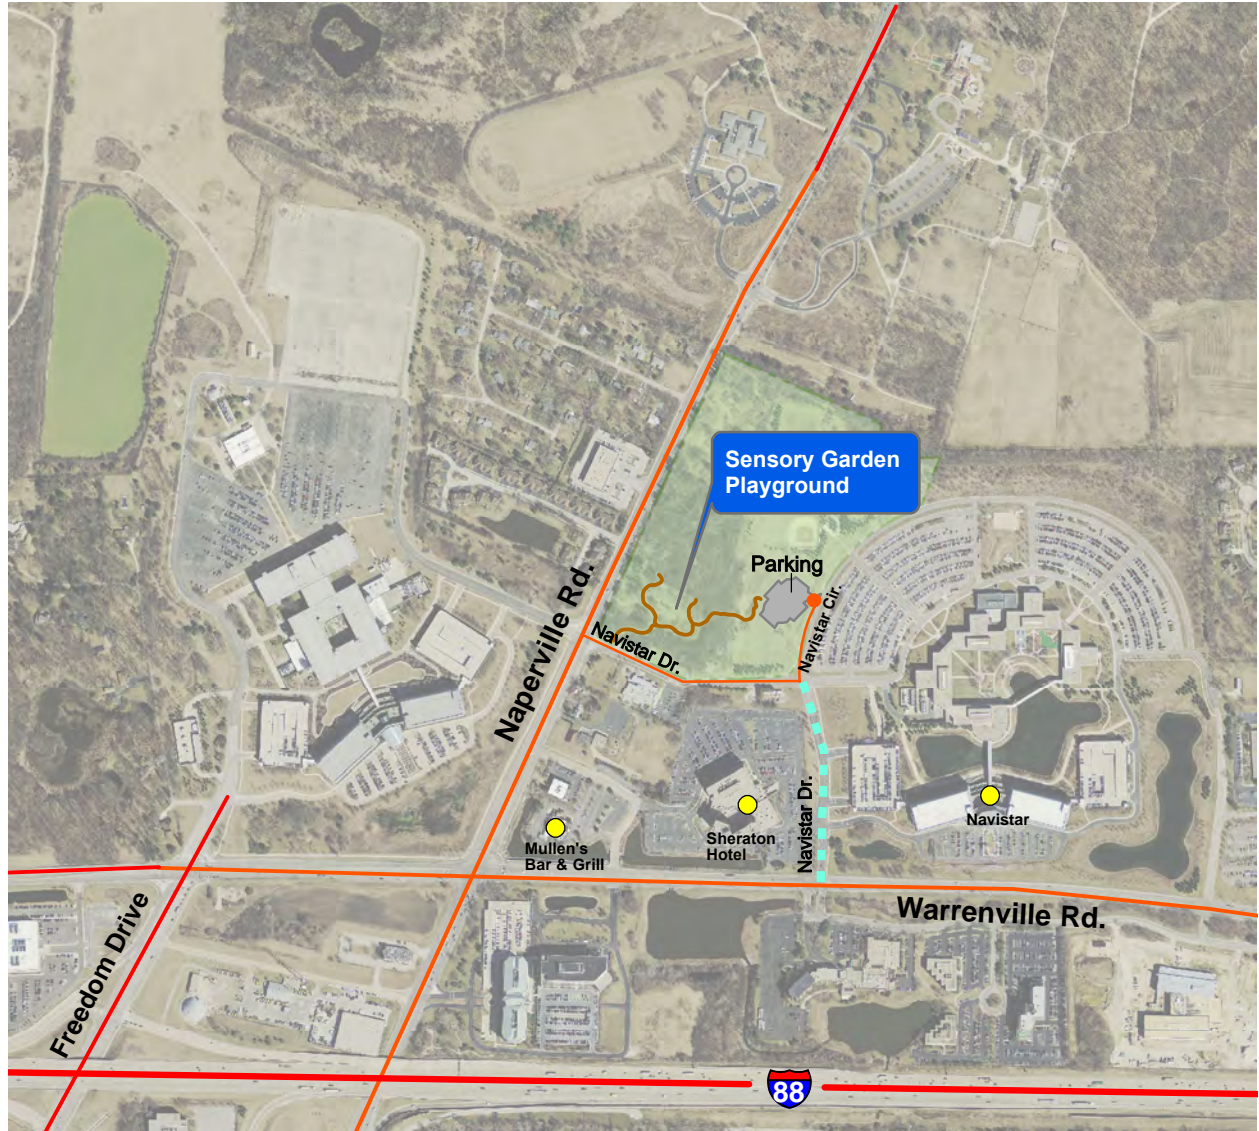 Sensory Garden
Playground
Parking
Navistar Cir.
Naperville Rd.
Navistar Dr.
Navistar Dr.
Navistar
Mullen's
Bar & Grill
Sheraton
Hotel
Warrenville Rd.
Freedom Drive
88